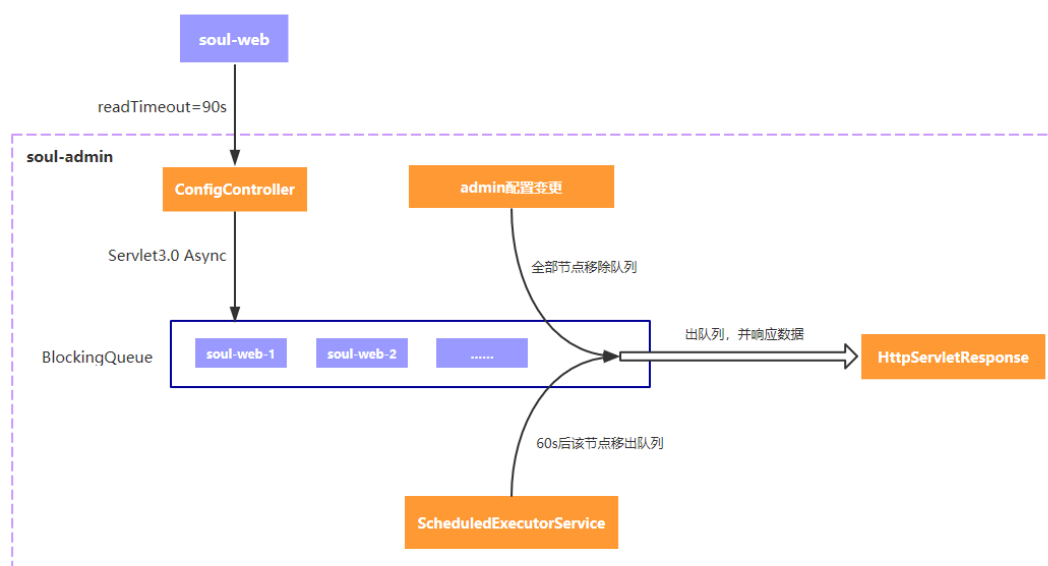 soul-web
readTimeout=90s
soul-admin
ConfigController
admin配置变更
Servlet3.0 Async
全部节点移除队列
BlockingQueue
soul-web-1
soul-web-2
......
出队列，并响应数据
HttpServletResponse
60s后该节点移出队列
ScheduledExecutorService